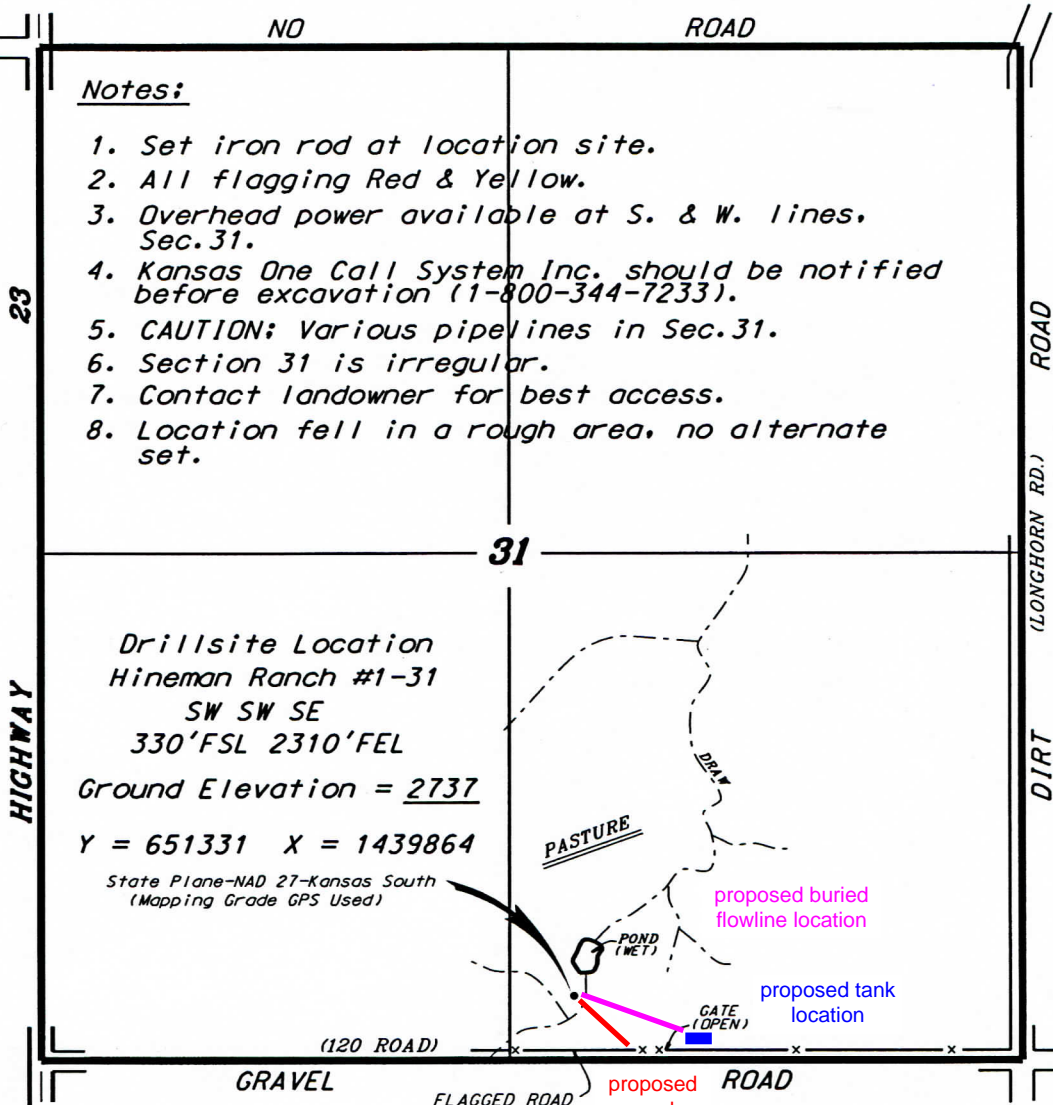 NO ROAD
Notes:
1. Set iron rod at location site.
2. All flagging Red & Yellow.
3. Overhead power available at S. & W. lines,
Sec.31.
4. Kansas One Call System Inc. should be notified
before excavation (1-800-344-7233).
5. CAUTION: Various pipelines in Sec.31.
6. Section 31 is irregular.
7. Contact landowner for best access.
8. Location fell in a rough area, no alternate
set.
23
HIGHWAY
ROAD
(LONGHORN RD.)
DIRT
31
Drillsite Location
Hineman Ranch #1-31
SW SW SE
330'FSL 2310'FEL
Ground Elevation = 2737
Y = 651331 X = 1439864
State Plane-NAD 27-Kansas South
(Mapping Grade GPS Used)
DRAW
PASTURE
proposed buried
flowline location
POND
(WET)
proposed tank
location
GATE
(OPEN)
(120 ROAD)
GRAVEL ROAD
proposed
FLAGGED ROAD